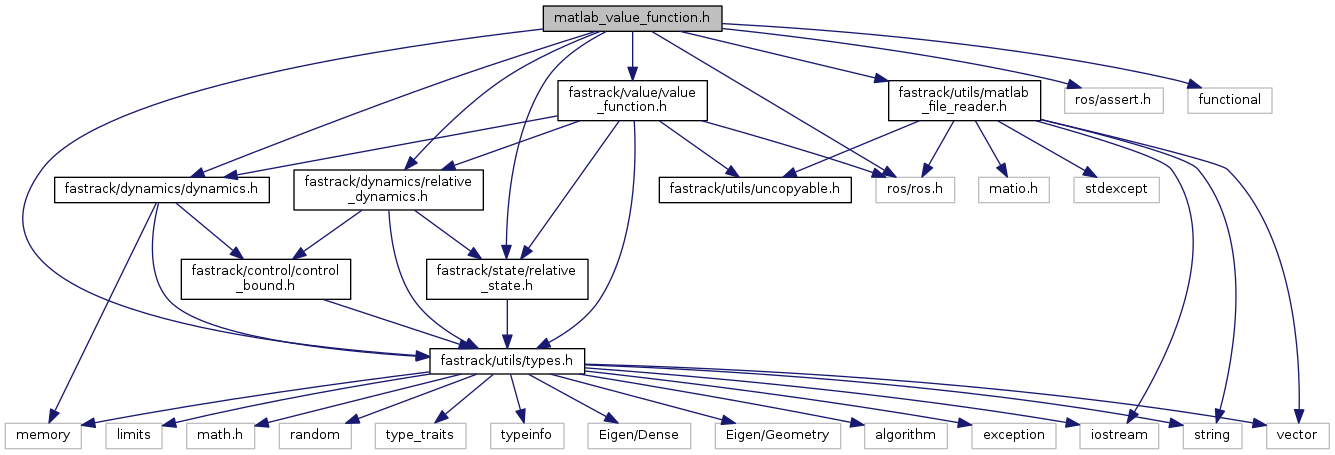 matlab_value_function.h
fastrack/value/value
_function.h
fastrack/utils/matlab
_file_reader.h
ros/assert.h
functional
fastrack/dynamics/dynamics.h
fastrack/dynamics/relative
_dynamics.h
fastrack/utils/uncopyable.h
ros/ros.h
matio.h
stdexcept
fastrack/control/control
_bound.h
fastrack/state/relative
_state.h
fastrack/utils/types.h
memory
limits
math.h
random
type_traits
typeinfo
Eigen/Dense
Eigen/Geometry
algorithm
exception
iostream
string
vector